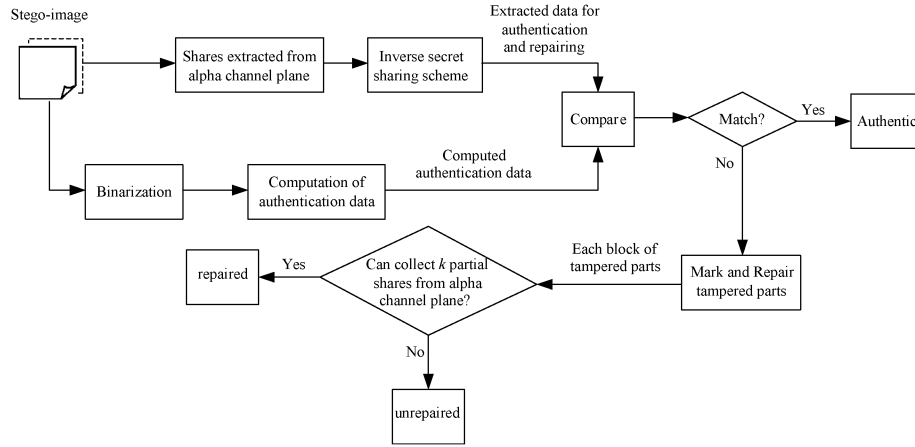 Stego-image
Shares extracted from
alpha channel plane
Inverse secret
sharing scheme
Extracted data for
authentication
and repairing
Compare
Match?
Yes
Authentic
No
Binarization
Computation of
authentication data
Computed
authentication data
Mark and Repair
tampered parts
Each block of
tampered parts
Can collect k partial
shares from alpha
channel plane?
Yes
repaired
No
unrepaired